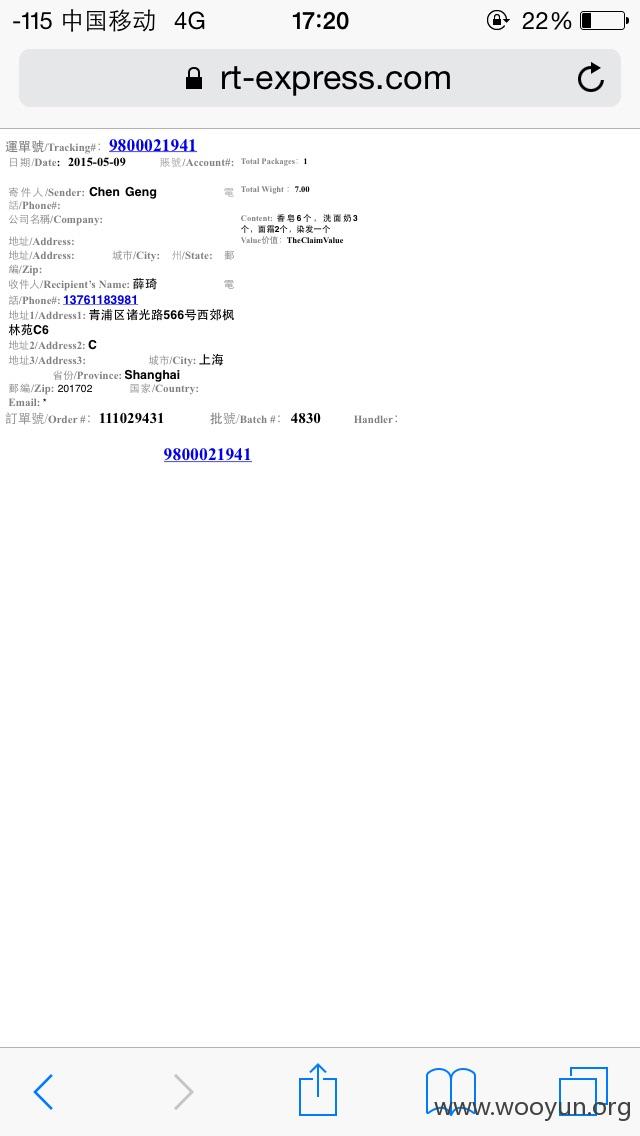 -115 中国移动 4G 17:20 22%
rt-express.com
運單號/Tracking#: 9800021941
日期/Date: 2015-05-09 賬號/Account#: Total Packages: 1
寄件人/Sender: Chen Geng 電 Total Wight : 7.00
話/Phone#:
公司名稱/Company: Content: 香皂6个，洗面奶3
个，面霜2个，染发一个
地址/Address: Value价值: TheClaimValue
地址/Address: 城市/City: 州/State: 郵
編/Zip:
收件人/Recipient's Name: 薛琦 電
話/Phone#: 13761183981
地址1/Address1: 青浦区诸光路566号西郊枫
林苑C6
地址2/Address2: C
地址3/Address3: 城市/City: 上海
省份/Province: Shanghai
郵編/Zip: 201702 国家/Country:
Email: *
訂單號/Order #: 111029431 批號/Batch #: 4830 Handler:
9800021941
www.wooyun.org